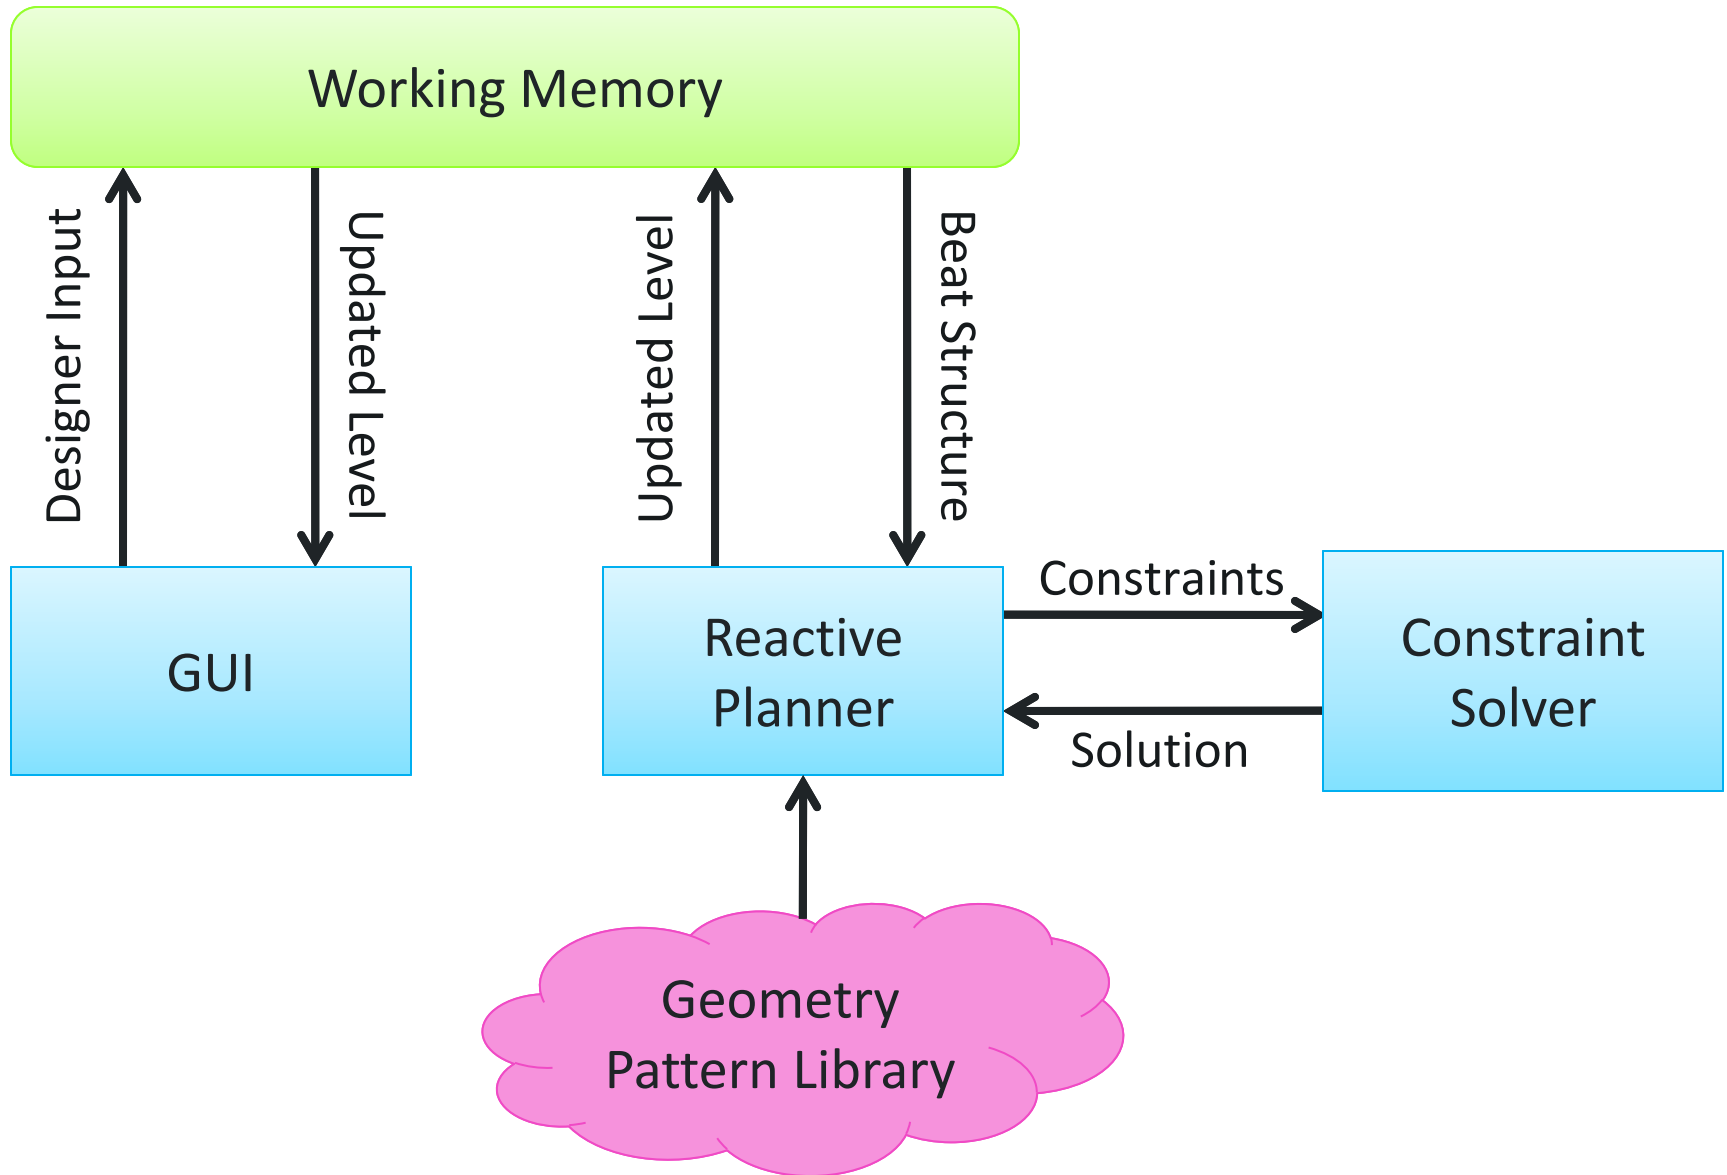 Working Memory
Designer Input
Updated Level
Updated Level
Beat Structure
GUI
Reactive
Planner
Constraints
Solution
Constraint
Solver
Geometry
Pattern Library